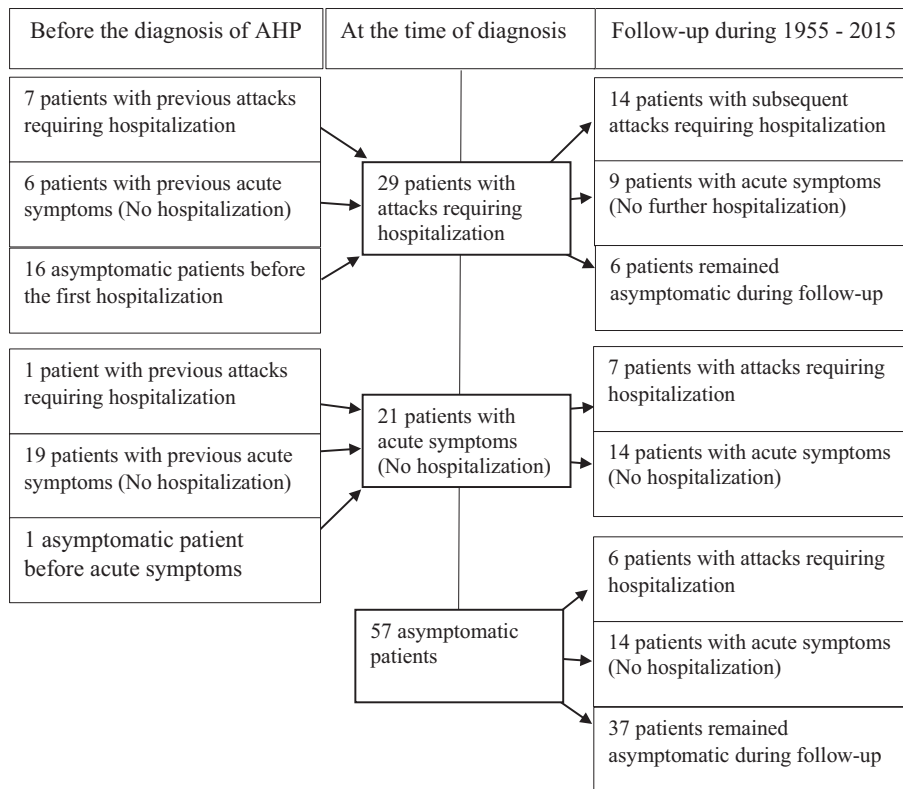 Before the diagnosis of AHP
At the time of diagnosis
Follow-up during 1955 - 2015
7 patients with previous attacks
requiring hospitalization
6 patients with previous acute
symptoms (No hospitalization)
16 asymptomatic patients before
the first hospitalization
29 patients with
attacks requiring
hospitalization
14 patients with subsequent
attacks requiring hospitalization
9 patients with acute symptoms
(No further hospitalization)
6 patients remained
asymptomatic during follow-up
1 patient with previous attacks
requiring hospitalization
19 patients with previous acute
symptoms (No hospitalization)
1 asymptomatic patient
before acute symptoms
21 patients with
acute symptoms
(No hospitalization)
7 patients with attacks requiring
hospitalization
14 patients with acute symptoms
(No hospitalization)
57 asymptomatic
patients
6 patients with attacks requiring
hospitalization
14 patients with acute symptoms
(No hospitalization)
37 patients remained
asymptomatic during follow-up